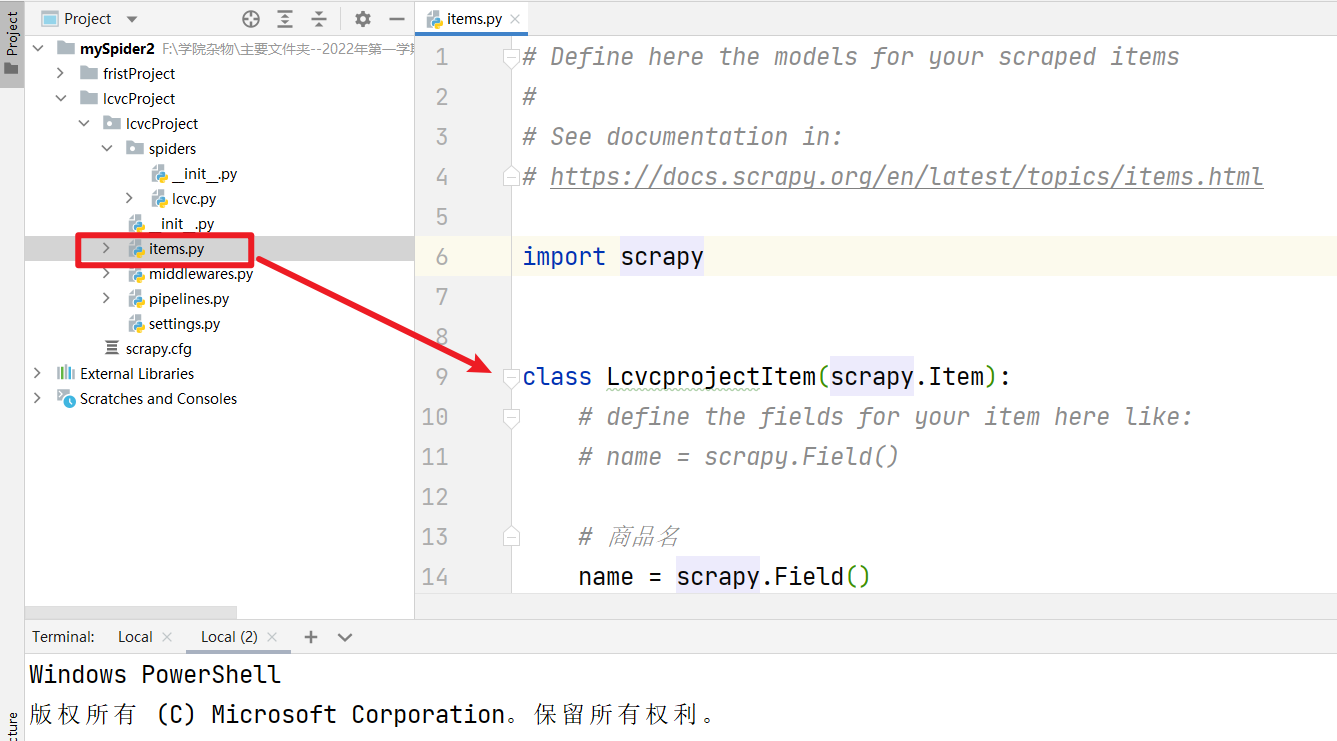 Project
Project
items.py
mySpider2 F:\学院杂物\主要文件夹--2022年第一学
fristProject
lcvcProject
lcvcProject
spiders
__init__.py
lcvc.py
__init__.py
items.py
middlewares.py
pipelines.py
settings.py
scrapy.cfg
External Libraries
Scratches and Consoles
1 # Define here the models for your scraped items
2 #
3 # See documentation in:
4 # https://docs.scrapy.org/en/latest/topics/items.html
5
6 import scrapy
7
8
9 class LcvcprojectItem(scrapy.Item):
10 # define the fields for your item here like:
11 # name = scrapy.Field()
12
13 # 商品名
14 name = scrapy.Field()
Terminal: Local Local (2)
Windows PowerShell
版权所有 (C) Microsoft Corporation。保留所有权利。
cture